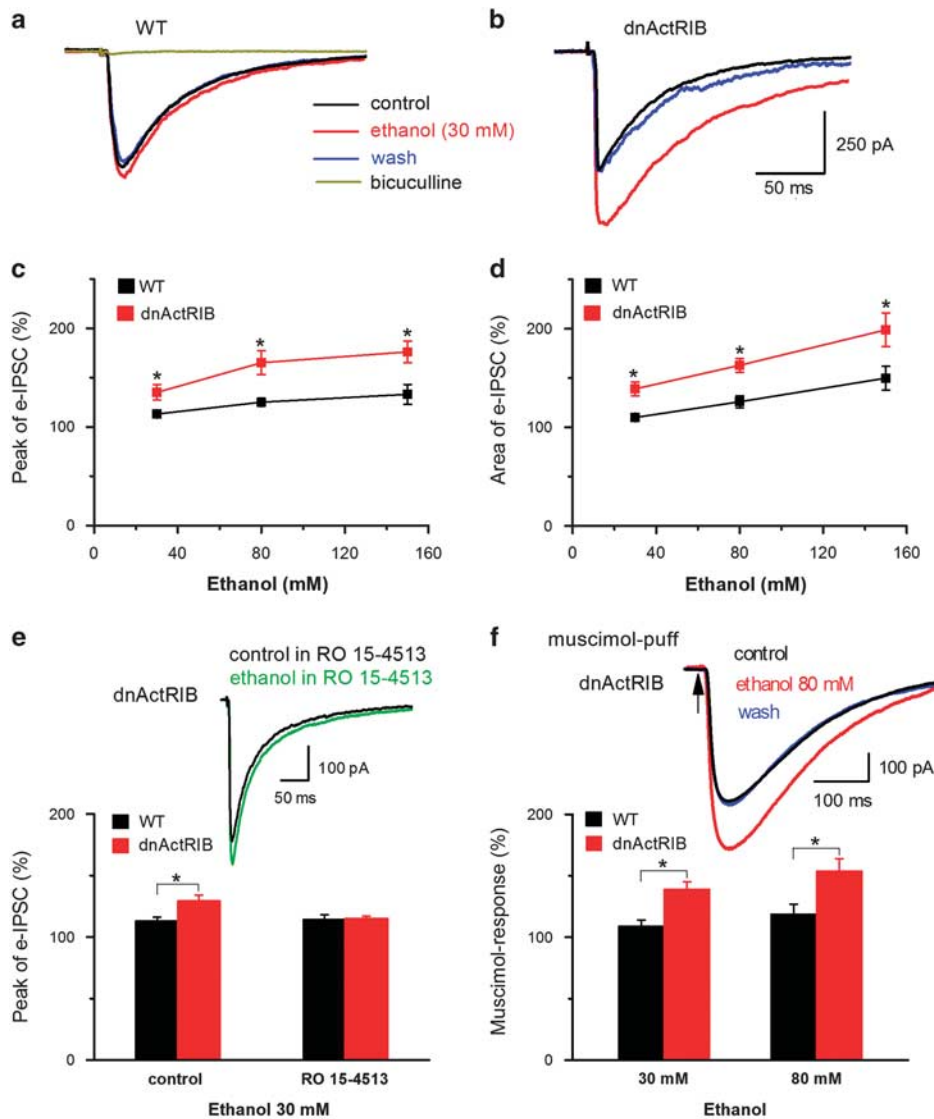 a
WT
control
ethanol (30 mM)
wash
bicuculline
b
dnActRIB
250 pA
50 ms
c
WT
dnActRIB
Peak of e-IPSC (%)
200
100
0
* * *
0 40 80 120 160
Ethanol (mM)
d
WT
dnActRIB
Area of e-IPSC (%)
200
100
0
* * *
0 40 80 120 160
Ethanol (mM)
e
control in RO 15-4513
ethanol in RO 15-4513
dnActRIB
100 pA
50 ms
WT
dnActRIB
Peak of e-IPSC (%)
200
100
0
*
control RO 15-4513
Ethanol 30 mM
f
muscimol-puff
dnActRIB
control
ethanol 80 mM
wash
100 pA
100 ms
WT
dnActRIB
Muscimol-response (%)
200
100
0
* *
30 mM 80 mM
Ethanol